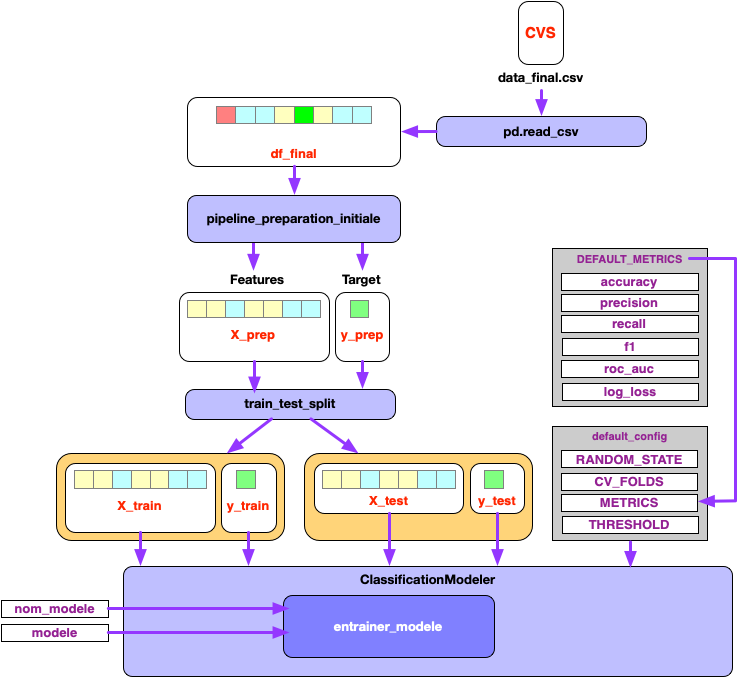 CVS
data_final.csv
pd.read_csv
df_final
pipeline_preparation_initiale
Features
Target
X_prep
y_prep
train_test_split
X_train
y_train
X_test
y_test
DEFAULT_METRICS
accuracy
precision
recall
f1
roc_auc
log_loss
default_config
RANDOM_STATE
CV_FOLDS
METRICS
THRESHOLD
ClassificationModeler
nom_modele
modele
entrainer_modele